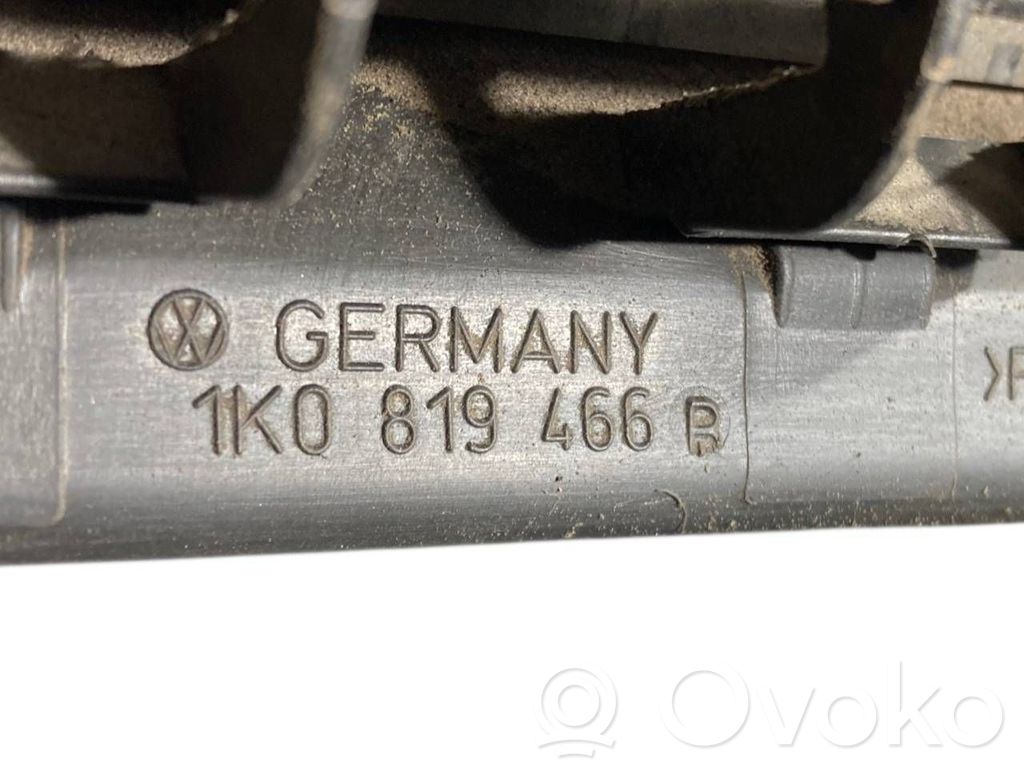 GERMANY
1K0 819 466 B
>P
Ovoko